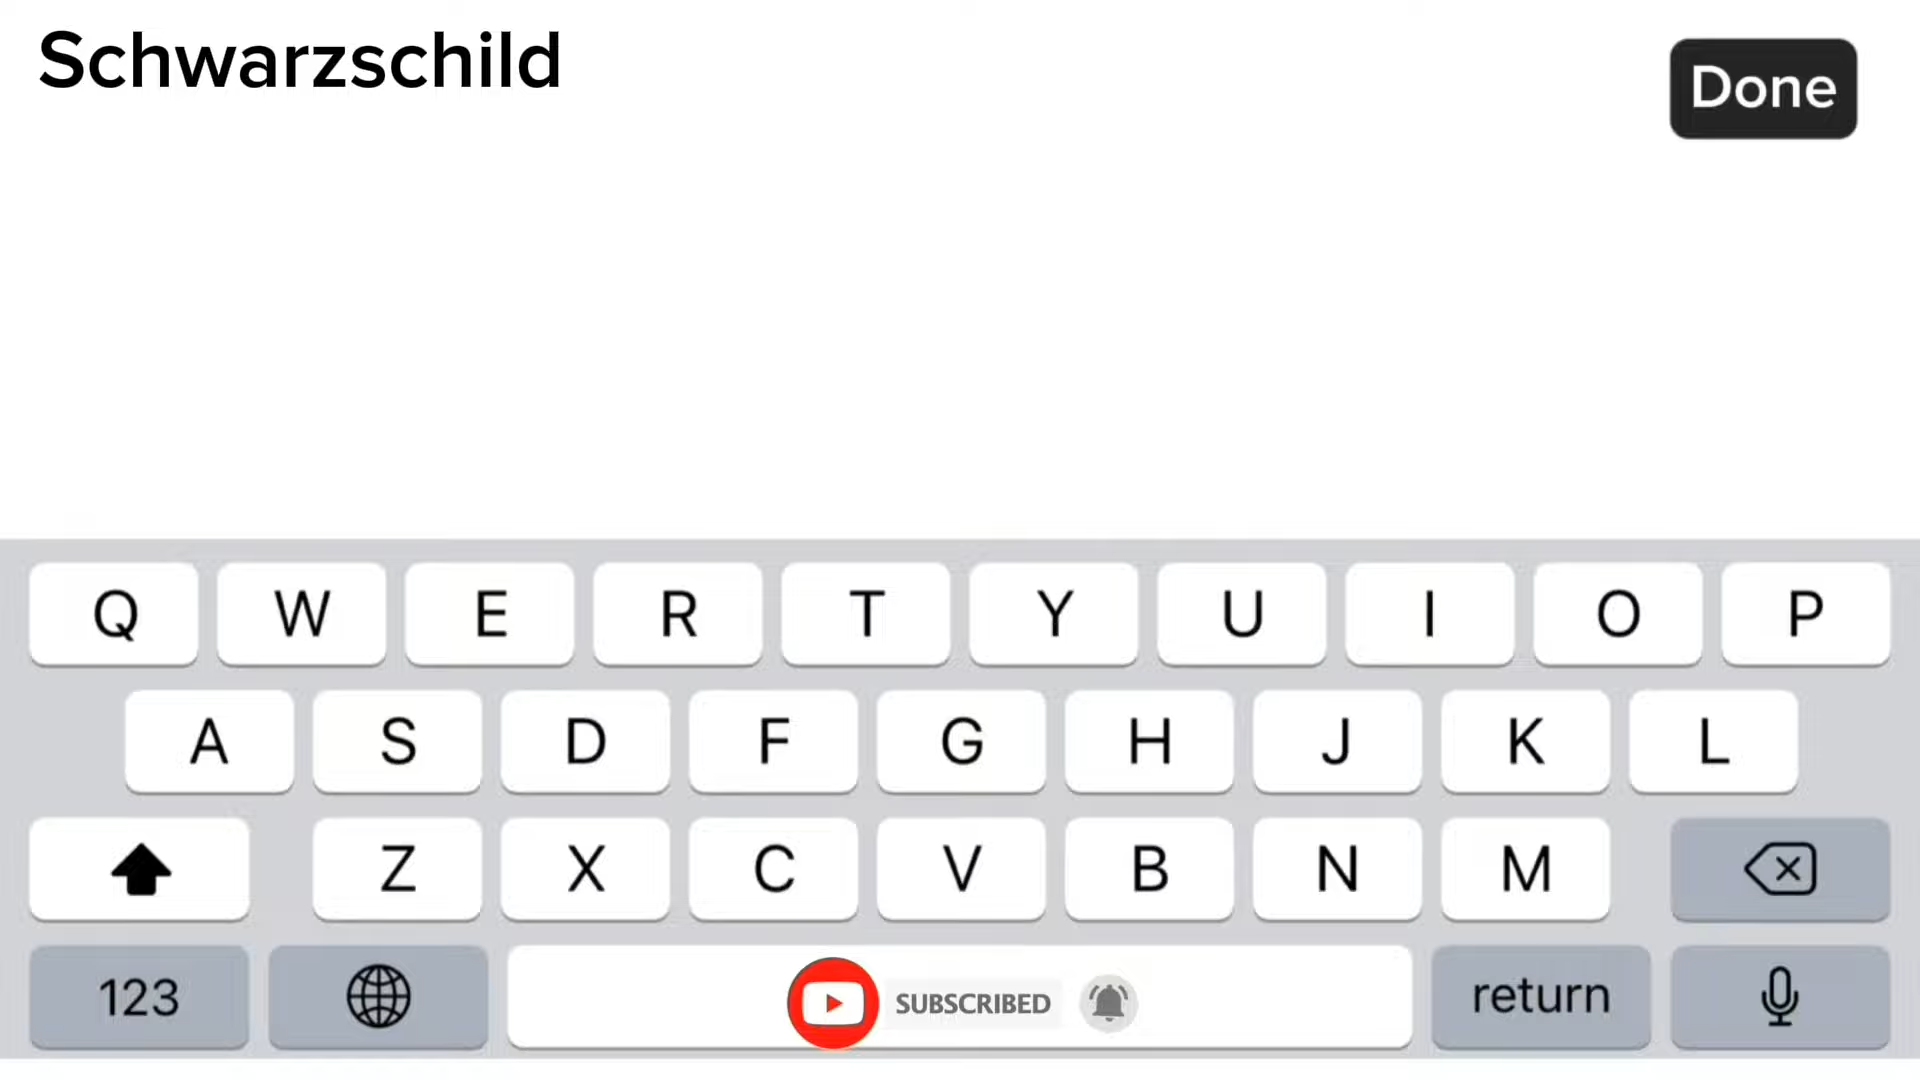 Schwarzschild
Done
Q W E R T Y U I O P
A S D F G H J K L
Z X C V B N M
123 SUBSCRIBED return